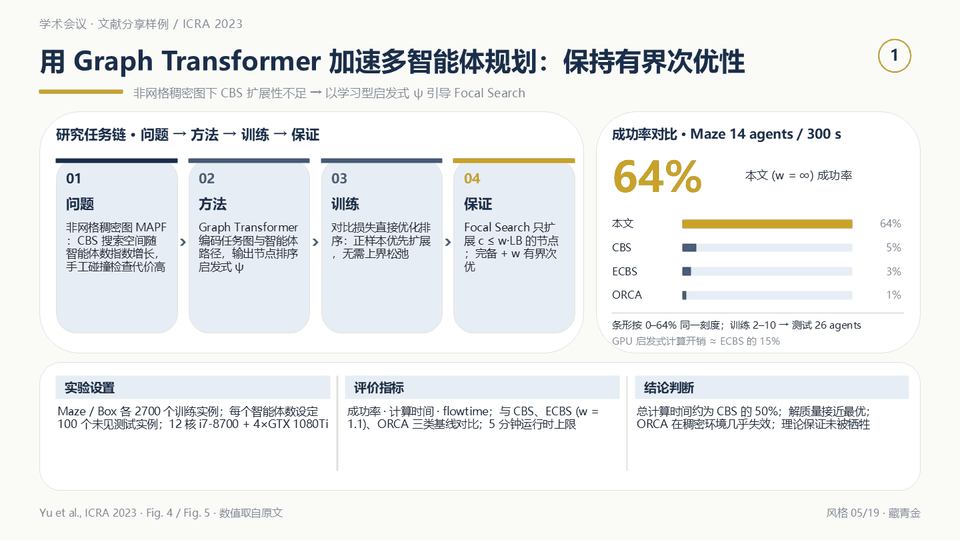 学术会议 · 文献分享样例 / ICRA 2023
用 Graph Transformer 加速多智能体规划：保持有界次优性
1
非网格稠密图下 CBS 扩展性不足 → 以学习型启发式 ψ 引导 Focal Search
研究任务链 • 问题 → 方法 → 训练 → 保证
01
问题
非网格稠密图 MAPF
：CBS 搜索空间随
智能体数指数增长，
手工碰撞检查代价高
›
02
方法
Graph Transformer
编码任务图与智能体
路径，输出节点排序
启发式 ψ
›
03
训练
对比损失直接优化排
序：正样本优先扩展
，无需上界松弛
›
04
保证
Focal Search 只扩
展 c ≤ w·LB 的节点
；完备 + w 有界次
优
成功率对比 • Maze 14 agents / 300 s
64%
本文 (w = ∞) 成功率
本文 64%
CBS 5%
ECBS 3%
ORCA 1%
条形按 0–64% 同一刻度；训练 2–10 → 测试 26 agents
GPU 启发式计算开销 ≈ ECBS 的 15%
实验设置
Maze / Box 各 2700 个训练实例；每个智能体数设定
100 个未见测试实例；12 核 i7-8700 + 4×GTX 1080Ti
评价指标
成功率 · 计算时间 · flowtime；与 CBS、ECBS (w =
1.1)、ORCA 三类基线对比；5 分钟运行时上限
结论判断
总计算时间约为 CBS 的 50%；解质量接近最优；
ORCA 在稠密环境几乎失效；理论保证未被牺牲
Yu et al., ICRA 2023 · Fig. 4 / Fig. 5 · 数值取自原文
风格 05/19 · 藏青金